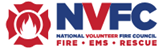 NVFC
NATIONAL VOLUNTEER FIRE COUNCIL
FIRE • EMS • RESCUE